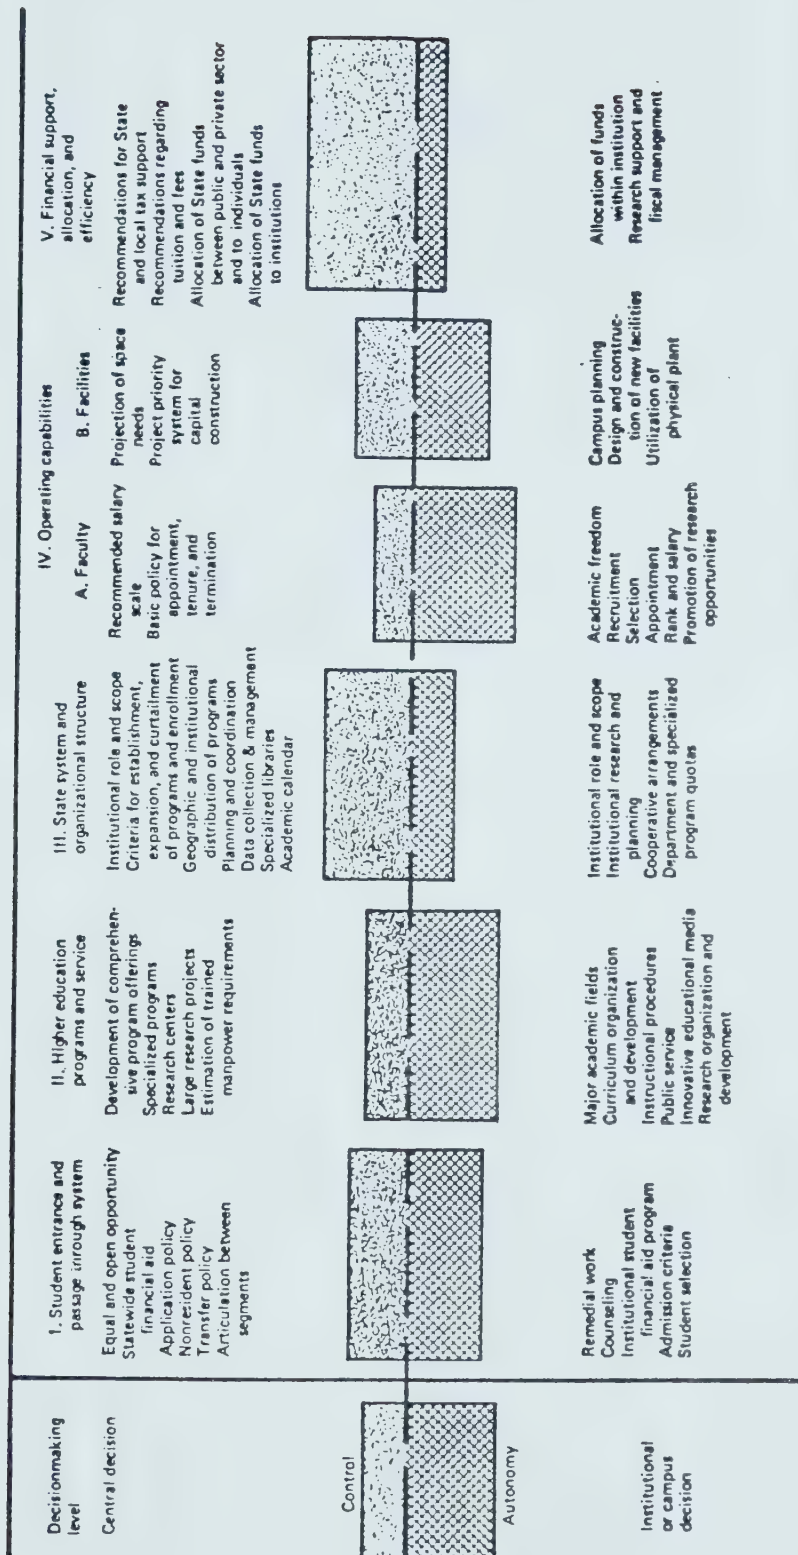 Decisionmaking
level
Central decision
Control
Autonomy
Institutional
or campus
decision
I. Student entrance and
passage through system
Equal and open opportunity
Statewide student
financial aid
Application policy
Nonresident policy
Transfer policy
Articulation between
segments
Remedial work
Counseling
Institutional student
financial aid program
Admission criteria
Student selection
II. Higher education
programs and service
Development of comprehen-
sive program offerings
Specialized programs
Research centers
Large research projects
Estimation of trained
manpower requirements
Major academic fields
Curriculum organization
and development
Instructional procedures
Public service
Innovative educational media
Research organization and
development
III. State system and
organizational structure
Institutional role and scope
Criteria for establishment,
expansion, and curtailment
of programs and enrollment
Geographic and institutional
distribution of programs
Planning and coordination
Data collection & management
Specialized libraries
Academic calendar
Institutional role and scope
Institutional research and
planning
Cooperative arrangements
Department and specialized
program quotas
IV. Operating capabilities
A. Faculty
Recommended salary
scale
Basic policy for
appointment,
tenure, and
termination
Academic freedom
Recruitment
Selection
Appointment
Rank and salary
Promotion of research
opportunities
B. Facilities
Projection of space
needs
Project priority
system for
capital
construction
Campus planning
Design and construc-
tion of new facilities
Utilization of
physical plant
V. Financial support,
allocation, and
efficiency
Recommendations for State
and local tax support
Recommendations regarding
tuition and fees
Allocation of State funds
between public and private sector
and to individuals
Allocation of State funds
to institutions
Allocation of funds
within institution
Research support and
fiscal management